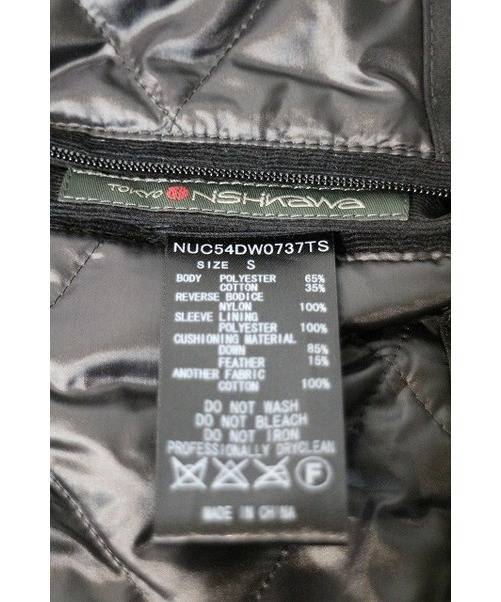 TOKYO Nishikawa
NUC54DW0737TS
SIZE S
BODY POLYESTER 65%
COTTON 35%
REVERSE BODICE
NYLON 100%
SLEEVE LINING
POLYESTER 100%
CUSHIONING MATERIAL
DOWN 85%
FEATHER 15%
ANOTHER FABRIC
COTTON 100%
DO NOT WASH
DO NOT BLEACH
DO NOT IRON
PROFESSIONALLY DRYCLEAN
F
MADE IN CHINA